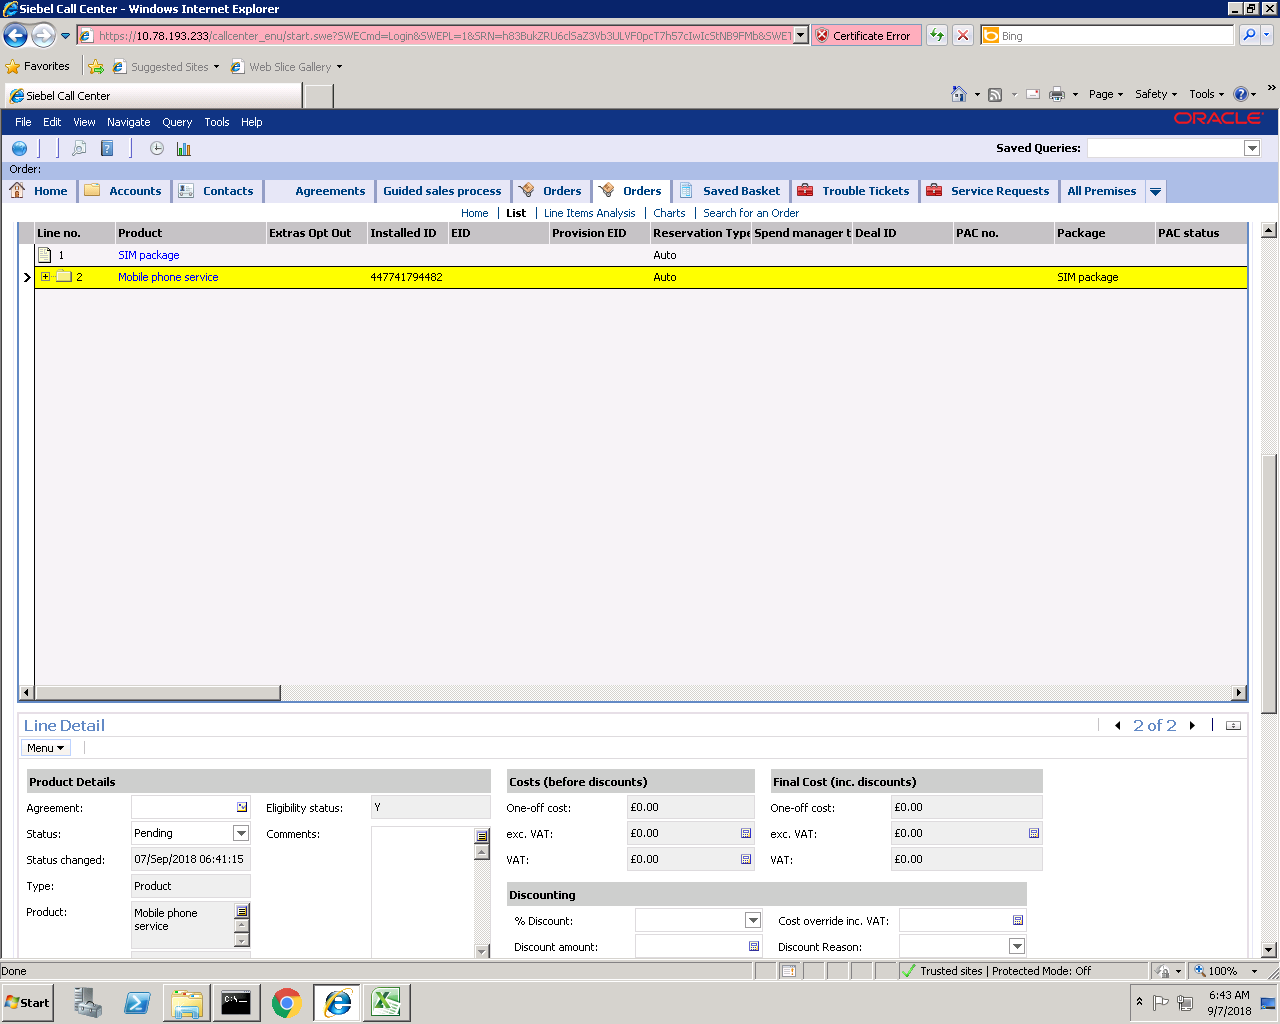 Siebel Call Center - Windows Internet Explorer
https://10.78.193.233/callcenter_enu/start.swe?SWECmd=Login&SWEPL=1&SRN=
Certificate Error
Bing
Favorites
Suggested Sites
Web Slice Gallery
Siebel Call Center
Page
Safety
Tools
File Edit View Navigate Query Tools Help
ORACLE
Saved Queries:
Order:
Home Accounts Contacts Agreements Guided sales process Orders Orders Saved Basket Trouble Tickets Service Requests All Premises
Home | List | Line Items Analysis | Charts | Search for an Order
Line no. Product Extras Opt Out Installed ID EID Provision EID Reservation Type Spend manager t Deal ID PAC no. Package PAC status
1 SIM package Auto
2 Mobile phone service 447741794482 Auto SIM package
Line Detail
2 of 2
Menu
Product Details
Costs (before discounts)
Final Cost (inc. discounts)
Agreement:
Eligibility status: Y
One-off cost: £0.00
One-off cost: £0.00
Status: Pending
Comments:
exc. VAT: £0.00
exc. VAT: £0.00
Status changed: 07/Sep/2018 06:41:15
VAT: £0.00
VAT: £0.00
Type: Product
Discounting
Product: Mobile phone
service
% Discount:
Cost override inc. VAT:
Discount amount:
Discount Reason:
Done
Trusted sites | Protected Mode: Off
100%
Start
C:\.
6:43 AM
9/7/2018